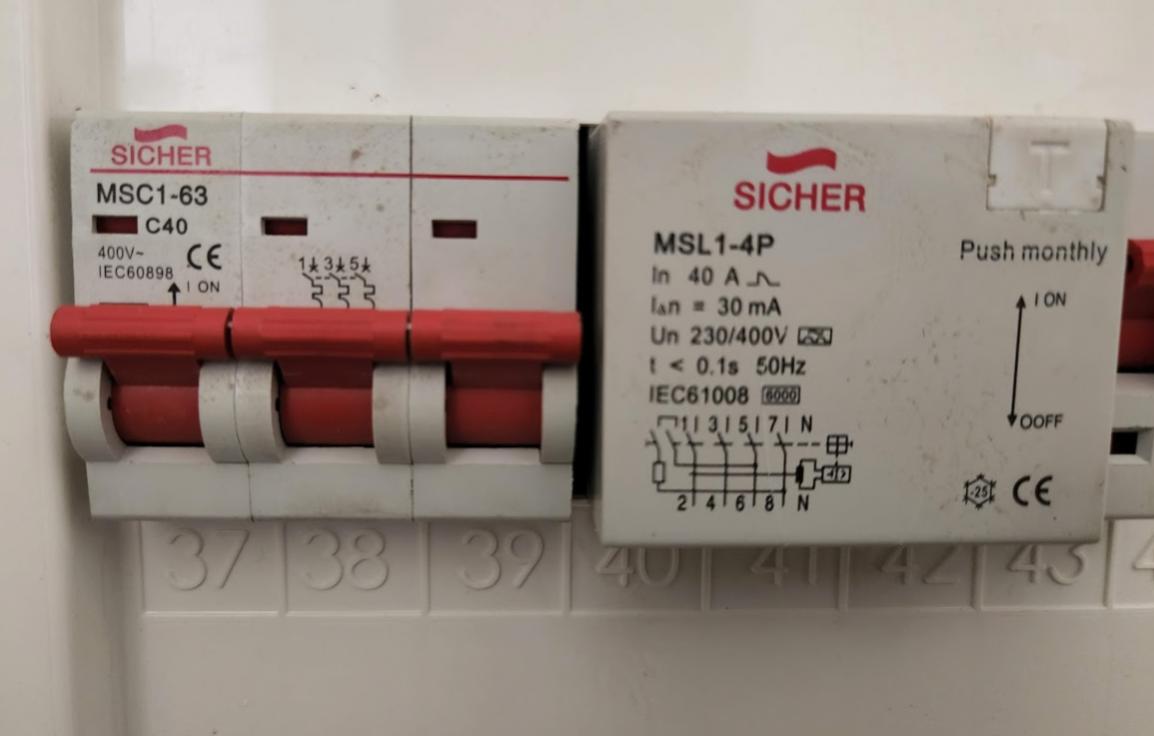 SICHER
MSC1-63
C40
400V~
IEC60898
CE
I ON
1 3 5
SICHER
T
MSL1-4P
Push monthly
In 40 A
IΔn = 30 mA
Un 230/400V
t < 0.1s 50Hz
IEC61008 6000
I ON
OOFF
1 3 5 7 N
2 4 6 8 N
-25
CE
37 38 39 40 41 42 43